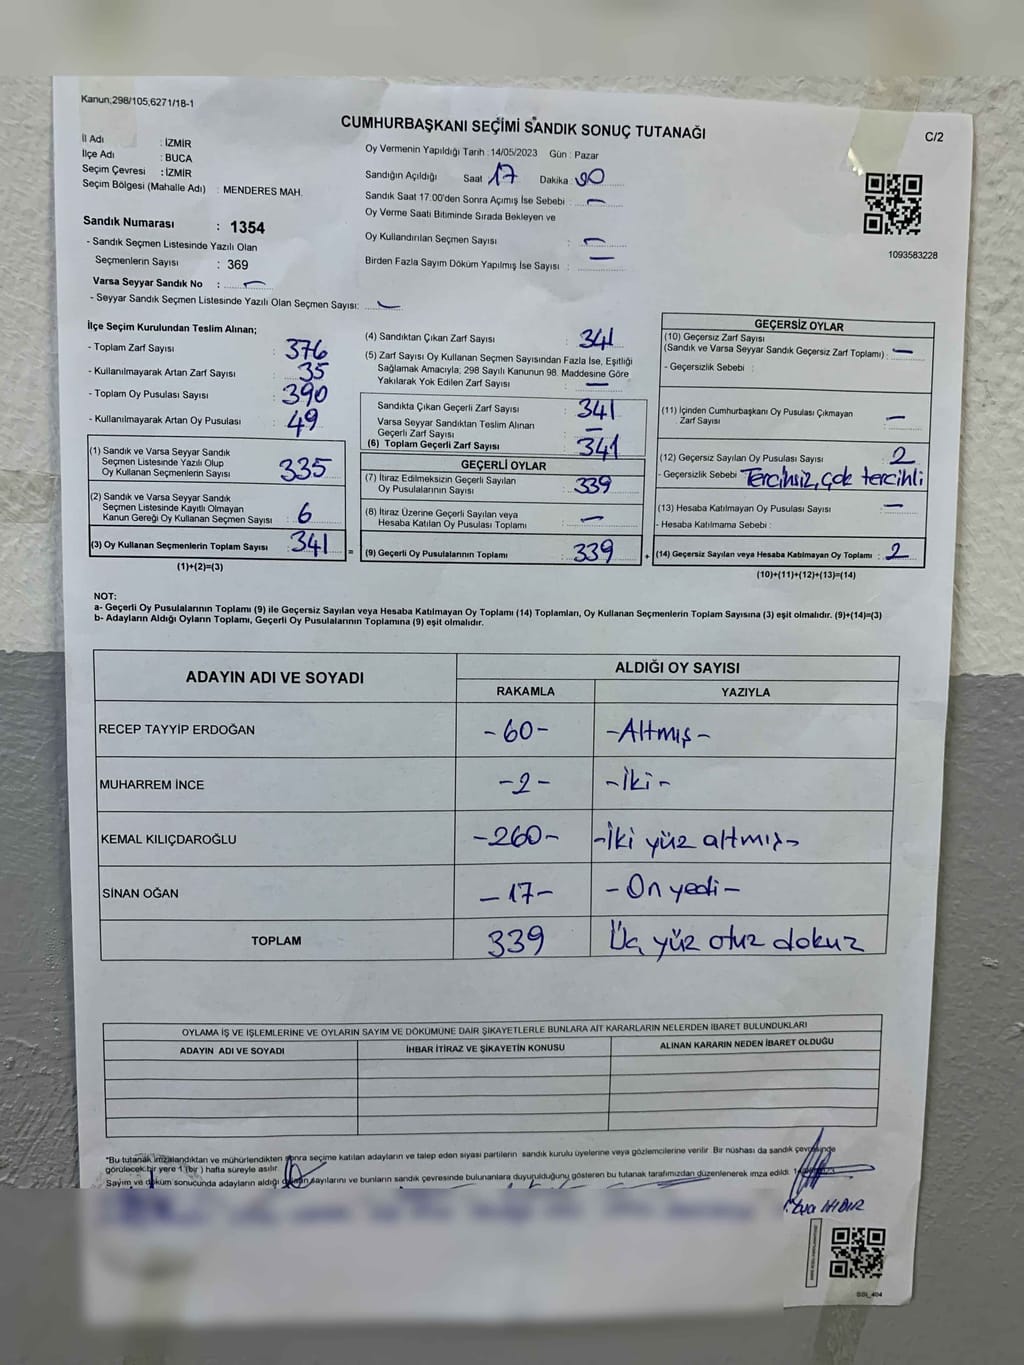 Kanun;298/105,6271/18-1
CUMHURBAŞKANI SEÇİMİ SANDIK SONUÇ TUTANAĞI
C/2
İl Adı : İZMİR
İlçe Adı : BUCA
Seçim Çevresi : İZMİR
Seçim Bölgesi (Mahalle Adı) : MENDERES MAH.
Sandık Numarası : 1354
- Sandık Seçmen Listesinde Yazılı Olan
Seçmenlerin Sayısı : 369
Varsa Seyyar Sandık No : —
- Seyyar Sandık Seçmen Listesinde Yazılı Olan Seçmen Sayısı: —
Oy Vermenin Yapıldığı Tarih : 14/05/2023 Gün : Pazar
Sandığın Açıldığı Saat 17 Dakika : 00
Sandık Saat 17:00'den Sonra Açımış İse Sebebi : —
Oy Verme Saati Bitiminde Sırada Bekleyen ve
Oy Kullandırılan Seçmen Sayısı : —
Birden Fazla Sayım Döküm Yapılmış İse Sayısı : —
1093583228
İlçe Seçim Kurulundan Teslim Alınan;
- Toplam Zarf Sayısı : 376
- Kullanılmayarak Artan Zarf Sayısı : 35
- Toplam Oy Pusulası Sayısı : 390
- Kullanılmayarak Artan Oy Pusulası : 49
(1) Sandık ve Varsa Seyyar Sandık
Seçmen Listesinde Yazılı Olup
Oy Kullanan Seçmenlerin Sayısı : 335
(2) Sandık ve Varsa Seyyar Sandık
Seçmen Listesinde Kayıtlı Olmayan
Kanun Gereği Oy Kullanan Seçmen Sayısı : 6
(3) Oy Kullanan Seçmenlerin Toplam Sayısı : 341
(1)+(2)=(3)
(4) Sandıktan Çıkan Zarf Sayısı : 341
(5) Zarf Sayısı Oy Kullanan Seçmen Sayısından Fazla İse, Eşitliği
Sağlamak Amacıyla; 298 Sayılı Kanunun 98. Maddesine Göre
Yakılarak Yok Edilen Zarf Sayısı : —
Sandıkta Çıkan Geçerli Zarf Sayısı : 341
Varsa Seyyar Sandıktan Teslim Alınan
Geçerli Zarf Sayısı : —
(6) Toplam Geçerli Zarf Sayısı : 341
GEÇERLİ OYLAR
(7) İtiraz Edilmeksizin Geçerli Sayılan
Oy Pusulalarının Sayısı : 339
(8) İtiraz Üzerine Geçerli Sayılan veya
Hesaba Katılan Oy Pusulası Toplamı : —
= (9) Geçerli Oy Pusulalarının Toplamı : 339
GEÇERSİZ OYLAR
(10) Geçersiz Zarf Sayısı
(Sandık ve Varsa Seyyar Sandık Geçersiz Zarf Toplamı) : —
- Geçersizlik Sebebi :
(11) İçinden Cumhurbaşkanı Oy Pusulası Çıkmayan
Zarf Sayısı : —
(12) Geçersiz Sayılan Oy Pusulası Sayısı : 2
- Geçersizlik Sebebi : Tercihsiz, çok tercihli
(13) Hesaba Katılmayan Oy Pusulası Sayısı : —
- Hesaba Katılmama Sebebi :
+ (14) Geçersiz Sayılan veya Hesaba Katılmayan Oy Toplamı : 2
(10)+(11)+(12)+(13)=(14)
NOT:
a- Geçerli Oy Pusulalarının Toplamı (9) ile Geçersiz Sayılan veya Hesaba Katılmayan Oy Toplamı (14) Toplamları, Oy Kullanan Seçmenlerin Toplam Sayısına (3) eşit olmalıdır. (9)+(14)=(3)
b- Adayların Aldığı Oyların Toplamı, Geçerli Oy Pusulalarının Toplamına (9) eşit olmalıdır.
ADAYIN ADI VE SOYADI ALDIĞI OY SAYISI
RAKAMLA YAZIYLA
RECEP TAYYİP ERDOĞAN -60- -Altmış-
MUHARREM İNCE -2- -İki-
KEMAL KILIÇDAROĞLU -260- -İki yüz altmış-
SİNAN OĞAN -17- -On yedi-
TOPLAM 339 Üç yüz otuz dokuz
OYLAMA İŞ VE İŞLEMLERİNE VE OYLARIN SAYIM VE DÖKÜMÜNE DAİR ŞİKAYETLERLE BUNLARA AİT KARARLARIN NELERDEN İBARET BULUNDUKLARI
ADAYIN ADI VE SOYADI İHBAR İTİRAZ VE ŞİKAYETİN KONUSU ALINAN KARARIN NEDEN İBARET OLDUĞU
*Bu tutanak imzalandıktan ve mühürlendikten sonra seçime katılan adayların ve talep eden siyasi partilerin sandık kurulu üyelerine veya gözlemcilerine verilir. Bir nüshası da sandık çevresinde
görülecek bir yere 1 (bir ) hafta süreyle asılır.
Sayım ve döküm sonucunda adayların aldığı oyların sayılarını ve bunların sandık çevresinde bulunanlara duyurulduğunu gösteren bu tutanak tarafımızdan düzenlenerek imza edildi.
SSI_404